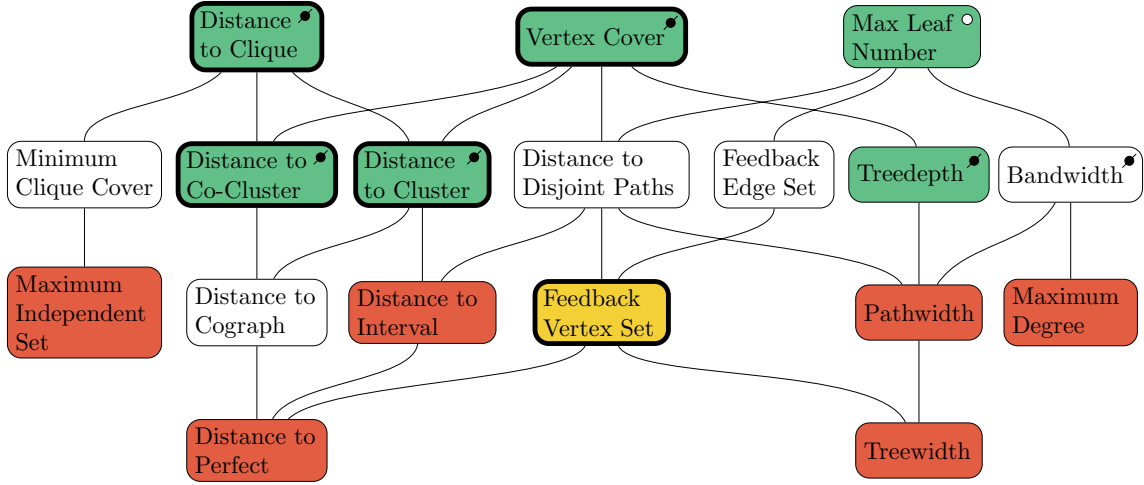 Distance
to Clique
Vertex Cover
Max Leaf
Number
Minimum
Clique Cover
Distance to
Co-Cluster
Distance
to Cluster
Distance to
Disjoint Paths
Feedback
Edge Set
Treedepth
Bandwidth
Maximum
Independent
Set
Distance to
Cograph
Distance to
Interval
Feedback
Vertex Set
Pathwidth
Maximum
Degree
Distance to
Perfect
Treewidth